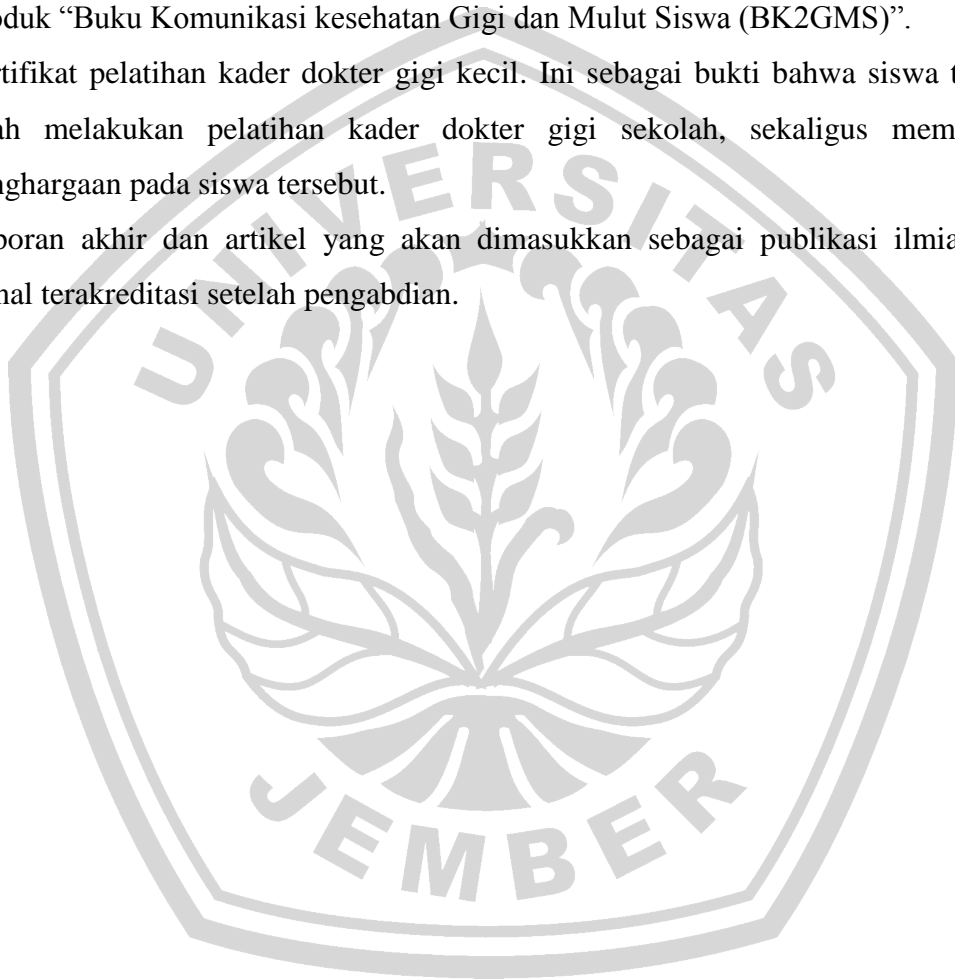 oduk “Buku Komunikasi kesehatan Gigi dan Mulut Siswa (BK2GMS)”.
rtifikat pelatihan kader dokter gigi kecil. Ini sebagai bukti bahwa siswa t
ah melakukan pelatihan kader dokter gigi sekolah, sekaligus mem
nghargaan pada siswa tersebut.
poran akhir dan artikel yang akan dimasukkan sebagai publikasi ilmia
nal terakreditasi setelah pengabdian.
UNIVERSITAS
JEMBER